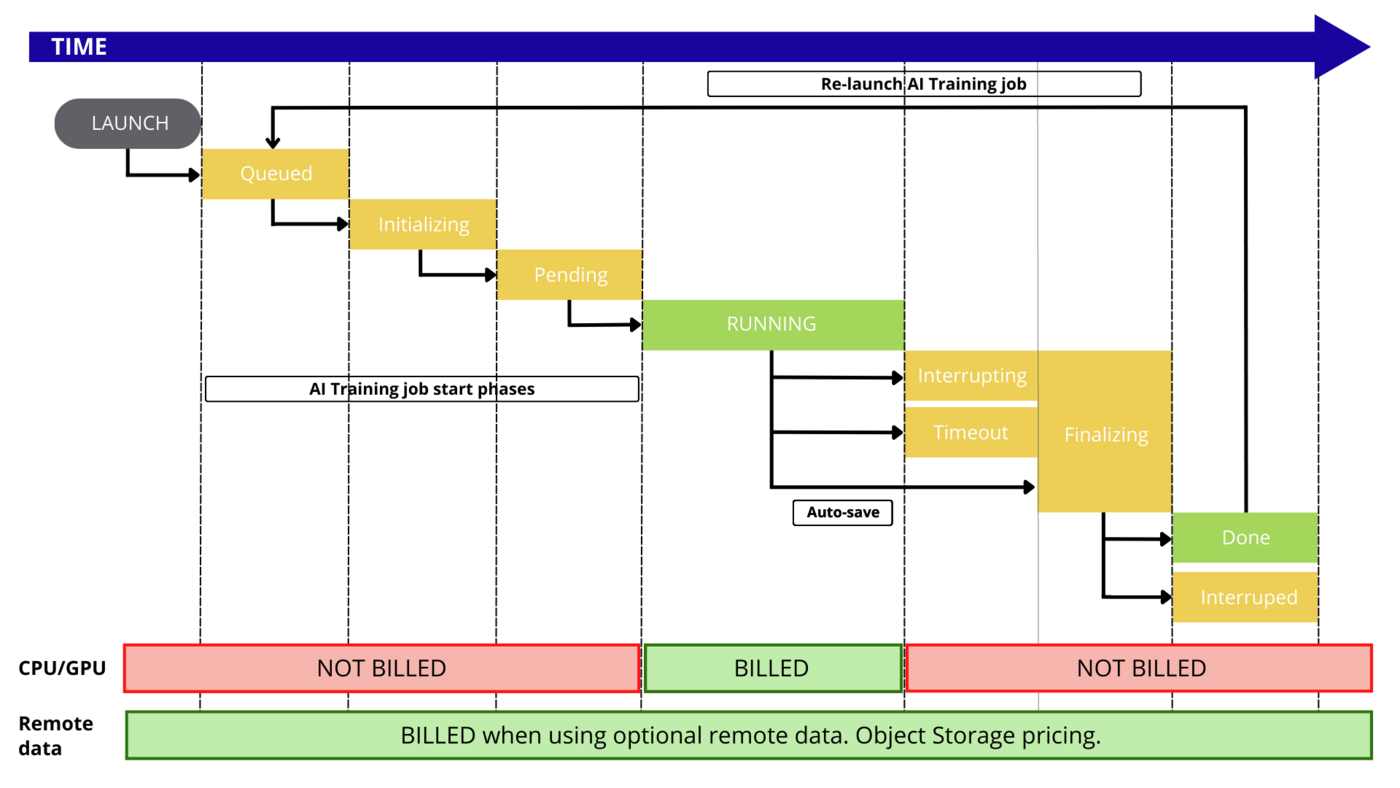 TIME
Re-launch AI Training job
LAUNCH
Queued
Initializing
Pending
RUNNING
Interrupting
AI Training job start phases
Timeout
Finalizing
Auto-save
Done
Interruped
CPU/GPU
NOT BILLED
BILLED
NOT BILLED
Remote
data
BILLED when using optional remote data. Object Storage pricing.